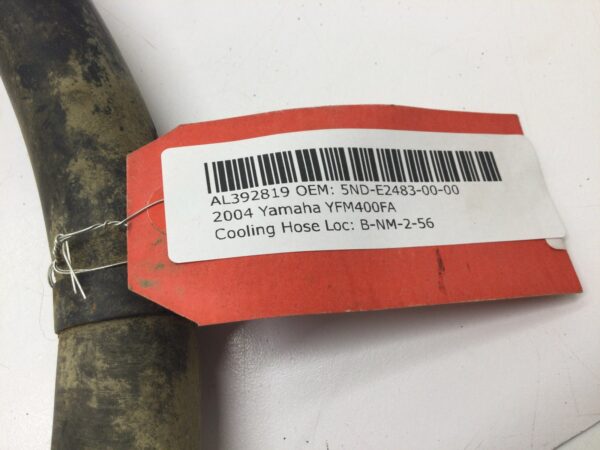 AL392819 OEM: 5ND-E2483-00-00
2004 Yamaha YFM400FA
Cooling Hose Loc: B-NM-2-56